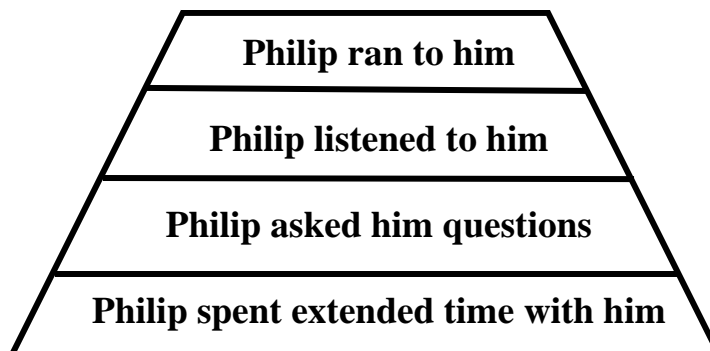 Philip ran to him
Philip listened to him
Philip asked him questions
Philip spent extended time with him